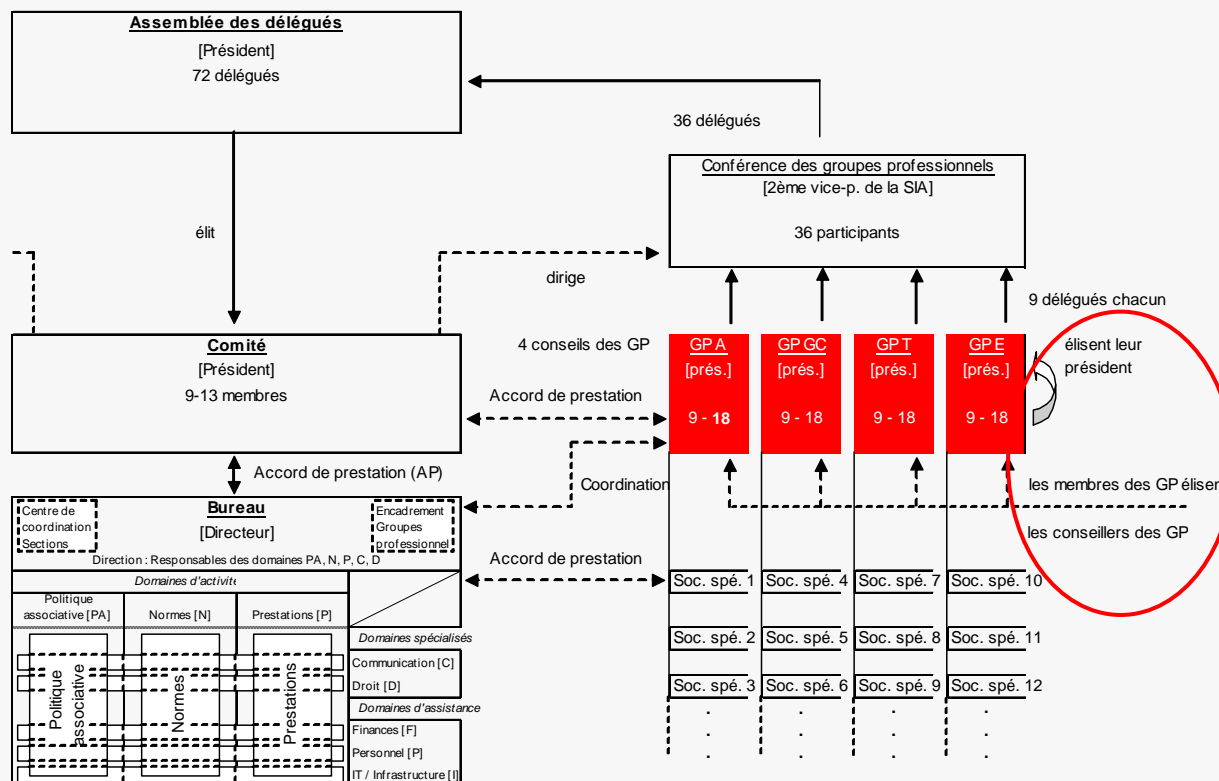 Assemblée des délégués
[Président]
72 délégués
36 délégués
Conférence des groupes professionnels
[2ème vice-p. de la SIA]
36 participants
élit
dirige
9 délégués chacun
Comité
[Président]
9-13 membres
4 conseils des GP
GP A
[prés.]
9 - 18
GP GC
[prés.]
9 - 18
GP T
[prés.]
9 - 18
GP E
[prés.]
9 - 18
élisent leur
président
Accord de prestation
Accord de prestation (AP)
Coordination
les membres des GP élisen
les conseillers des GP
Centre de
coordination
Sections
Bureau
[Directeur]
Encadrement
Groupes
professionnel
Direction : Responsables des domaines PA, N, P, C, D
Accord de prestation
Domaines d'activité
Politique
associative [PA]
Normes [N]
Prestations [P]
Domaines spécialisés
Communication [C]
Droit [D]
Domaines d'assistance
Finances [F]
Personnel [P]
IT / Infrastructure [I]
Politique
associative
Normes
Prestations
Soc. spé. 1
Soc. spé. 4
Soc. spé. 7
Soc. spé. 10
Soc. spé. 2
Soc. spé. 5
Soc. spé. 8
Soc. spé. 11
Soc. spé. 3
Soc. spé. 6
Soc. spé. 9
Soc. spé. 12